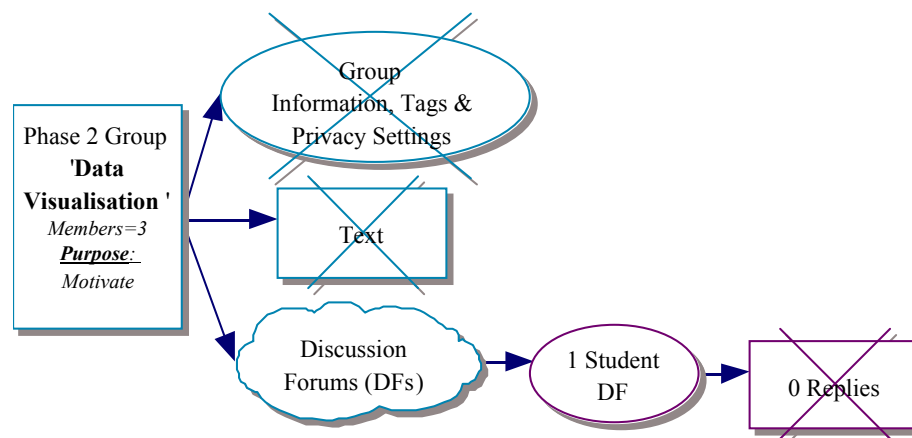 Phase 2 Group
'Data
Visualisation '
Members=3
Purpose:
Motivate
Group
Information, Tags &
Privacy Settings
Text
Discussion
Forums (DFs)
1 Student
DF
0 Replies